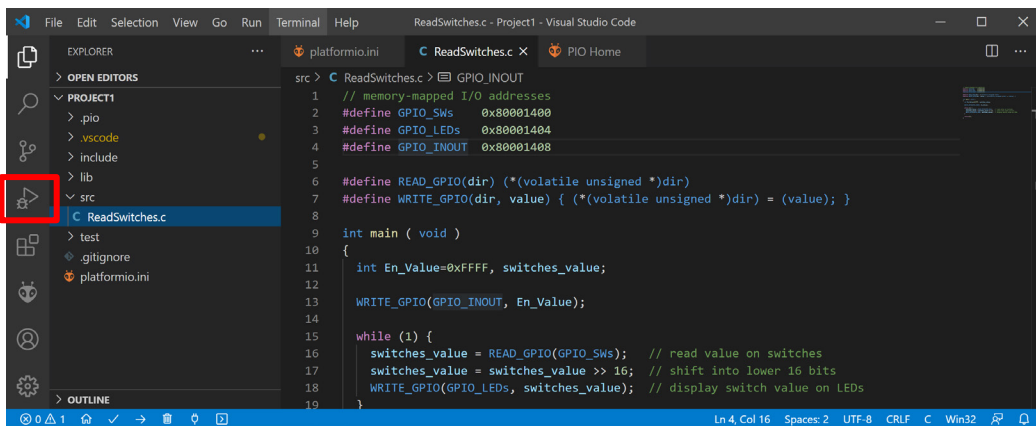 File Edit Selection View Go Run Terminal Help ReadSwitches.c - Project1 - Visual Studio Code
EXPLORER
OPEN EDITORS
PROJECT1
.pio
.vscode
include
lib
src
C ReadSwitches.c
test
.gitignore
platformio.ini
OUTLINE
platformio.ini C ReadSwitches.c PIO Home
src > C ReadSwitches.c > GPIO_INOUT
1 // memory-mapped I/O addresses
2 #define GPIO_SWs 0x80001400
3 #define GPIO_LEDs 0x80001404
4 #define GPIO_INOUT 0x80001408
5
6 #define READ_GPIO(dir) (*(volatile unsigned *)dir)
7 #define WRITE_GPIO(dir, value) { (*(volatile unsigned *)dir) = (value); }
8
9 int main ( void )
10 {
11 int En_Value=0xFFFF, switches_value;
12
13 WRITE_GPIO(GPIO_INOUT, En_Value);
14
15 while (1) {
16 switches_value = READ_GPIO(GPIO_SWs); // read value on switches
17 switches_value = switches_value >> 16; // shift into lower 16 bits
18 WRITE_GPIO(GPIO_LEDs, switches_value); // display switch value on LEDs
19 }
0 1 Ln 4, Col 16 Spaces: 2 UTF-8 CRLF C Win32